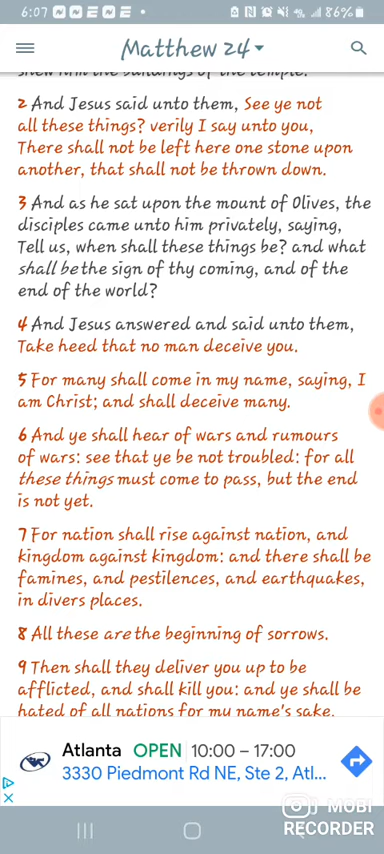 6:07 86%
Matthew 24
shew him the buildings of the temple.
2 And Jesus said unto them, See ye not
all these things? verily I say unto you,
There shall not be left here one stone upon
another, that shall not be thrown down.
3 And as he sat upon the mount of Olives, the
disciples came unto him privately, saying,
Tell us, when shall these things be? and what
shall be the sign of thy coming, and of the
end of the world?
4 And Jesus answered and said unto them,
Take heed that no man deceive you.
5 For many shall come in my name, saying, I
am Christ; and shall deceive many.
6 And ye shall hear of wars and rumours
of wars: see that ye be not troubled: for all
these things must come to pass, but the end
is not yet.
7 For nation shall rise against nation, and
kingdom against kingdom: and there shall be
famines, and pestilences, and earthquakes,
in divers places.
8 All these are the beginning of sorrows.
9 Then shall they deliver you up to be
afflicted, and shall kill you: and ye shall be
hated of all nations for my name's sake.
Atlanta OPEN 10:00 – 17:00
3330 Piedmont Rd NE, Ste 2, Atl...
MOBI
RECORDER